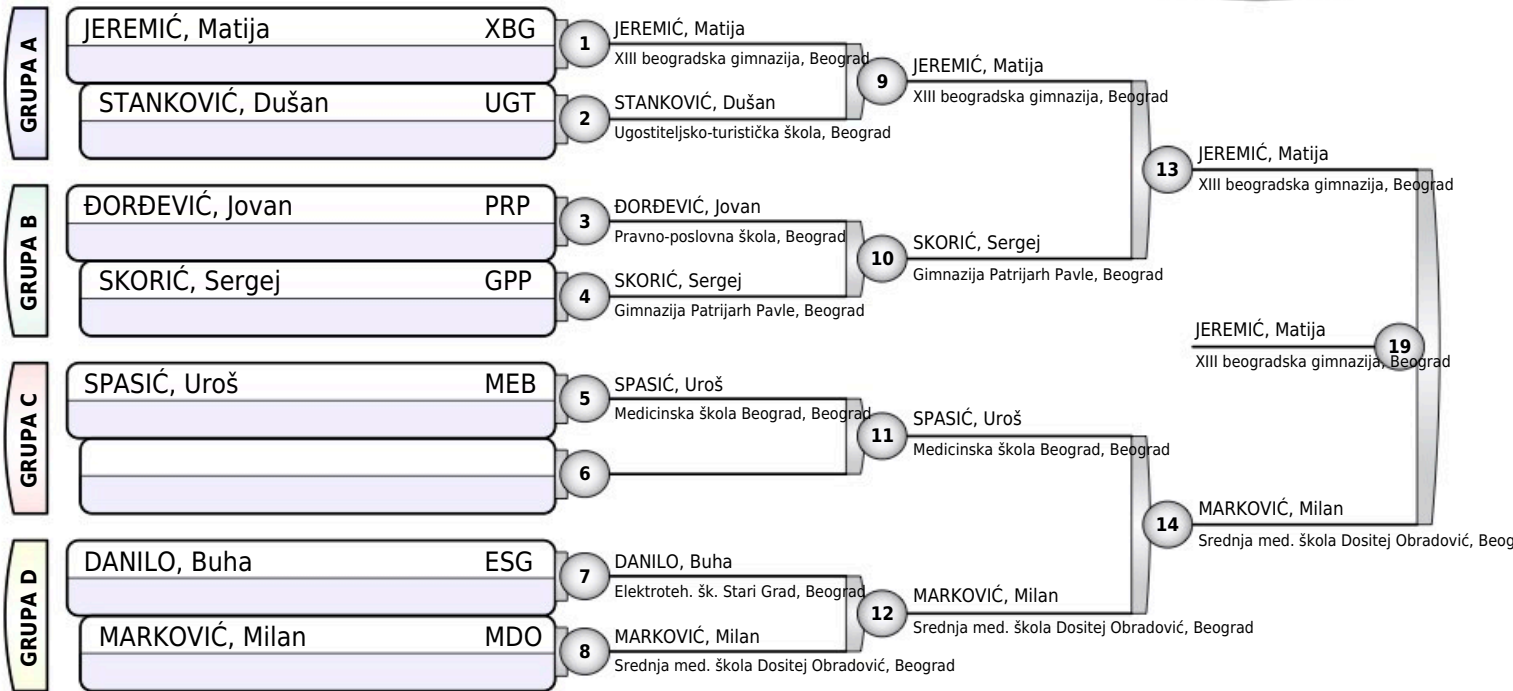 GRUPA A
JEREMIĆ, Matija XBG
STANKOVIĆ, Dušan UGT
GRUPA B
ĐORĐEVIĆ, Jovan PRP
SKORIĆ, Sergej GPP
GRUPA C
SPASIĆ, Uroš MEB
GRUPA D
DANILO, Buha ESG
MARKOVIĆ, Milan MDO
1
JEREMIĆ, Matija
XIII beogradska gimnazija, Beograd
2
STANKOVIĆ, Dušan
Ugostiteljsko-turistička škola, Beograd
3
ĐORĐEVIĆ, Jovan
Pravno-poslovna škola, Beograd
4
SKORIĆ, Sergej
Gimnazija Patrijarh Pavle, Beograd
5
SPASIĆ, Uroš
Medicinska škola Beograd, Beograd
6
7
DANILO, Buha
Elektroteh. šk. Stari Grad, Beograd
8
MARKOVIĆ, Milan
Srednja med. škola Dositej Obradović, Beograd
9
JEREMIĆ, Matija
XIII beogradska gimnazija, Beograd
10
SKORIĆ, Sergej
Gimnazija Patrijarh Pavle, Beograd
11
SPASIĆ, Uroš
Medicinska škola Beograd, Beograd
12
MARKOVIĆ, Milan
Srednja med. škola Dositej Obradović, Beograd
13
JEREMIĆ, Matija
XIII beogradska gimnazija, Beograd
14
MARKOVIĆ, Milan
Srednja med. škola Dositej Obradović, Beog
19
JEREMIĆ, Matija
XIII beogradska gimnazija, Beograd